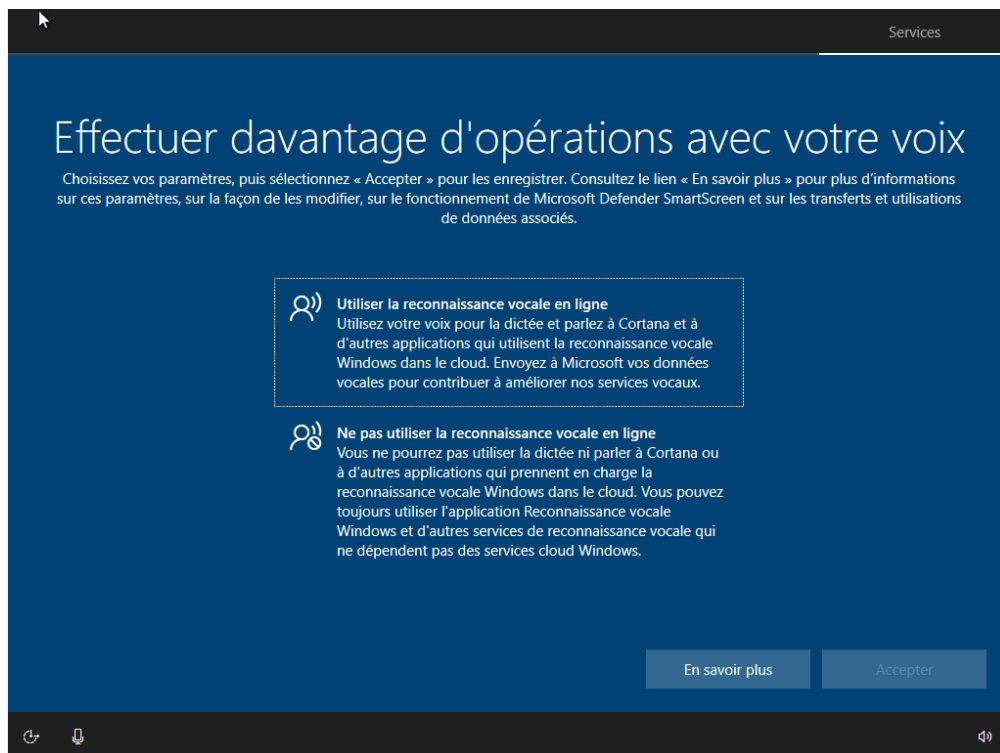 Services
Effectuer davantage d'opérations avec votre voix
Choisissez vos paramètres, puis sélectionnez « Accepter » pour les enregistrer. Consultez le lien « En savoir plus » pour plus d’informations
sur ces paramètres, sur la façon de les modifier, sur le fonctionnement de Microsoft Defender SmartScreen et sur les transferts et utilisations
de données associés.
Utiliser la reconnaissance vocale en ligne
Utilisez votre voix pour la dictée et parlez à Cortana et à
d'autres applications qui utilisent la reconnaissance vocale
Windows dans le cloud. Envoyez à Microsoft vos données
vocales pour contribuer à améliorer nos services vocaux.
Ne pas utiliser la reconnaissance vocale en ligne
Vous ne pourrez pas utiliser la dictée ni parler à Cortana ou
à d'autres applications qui prennent en charge la
reconnaissance vocale Windows dans le cloud. Vous pouvez
toujours utiliser l'application Reconnaissance vocale
Windows et d'autres services de reconnaissance vocale qui
ne dépendent pas des services cloud Windows.
En savoir plus
Accepter